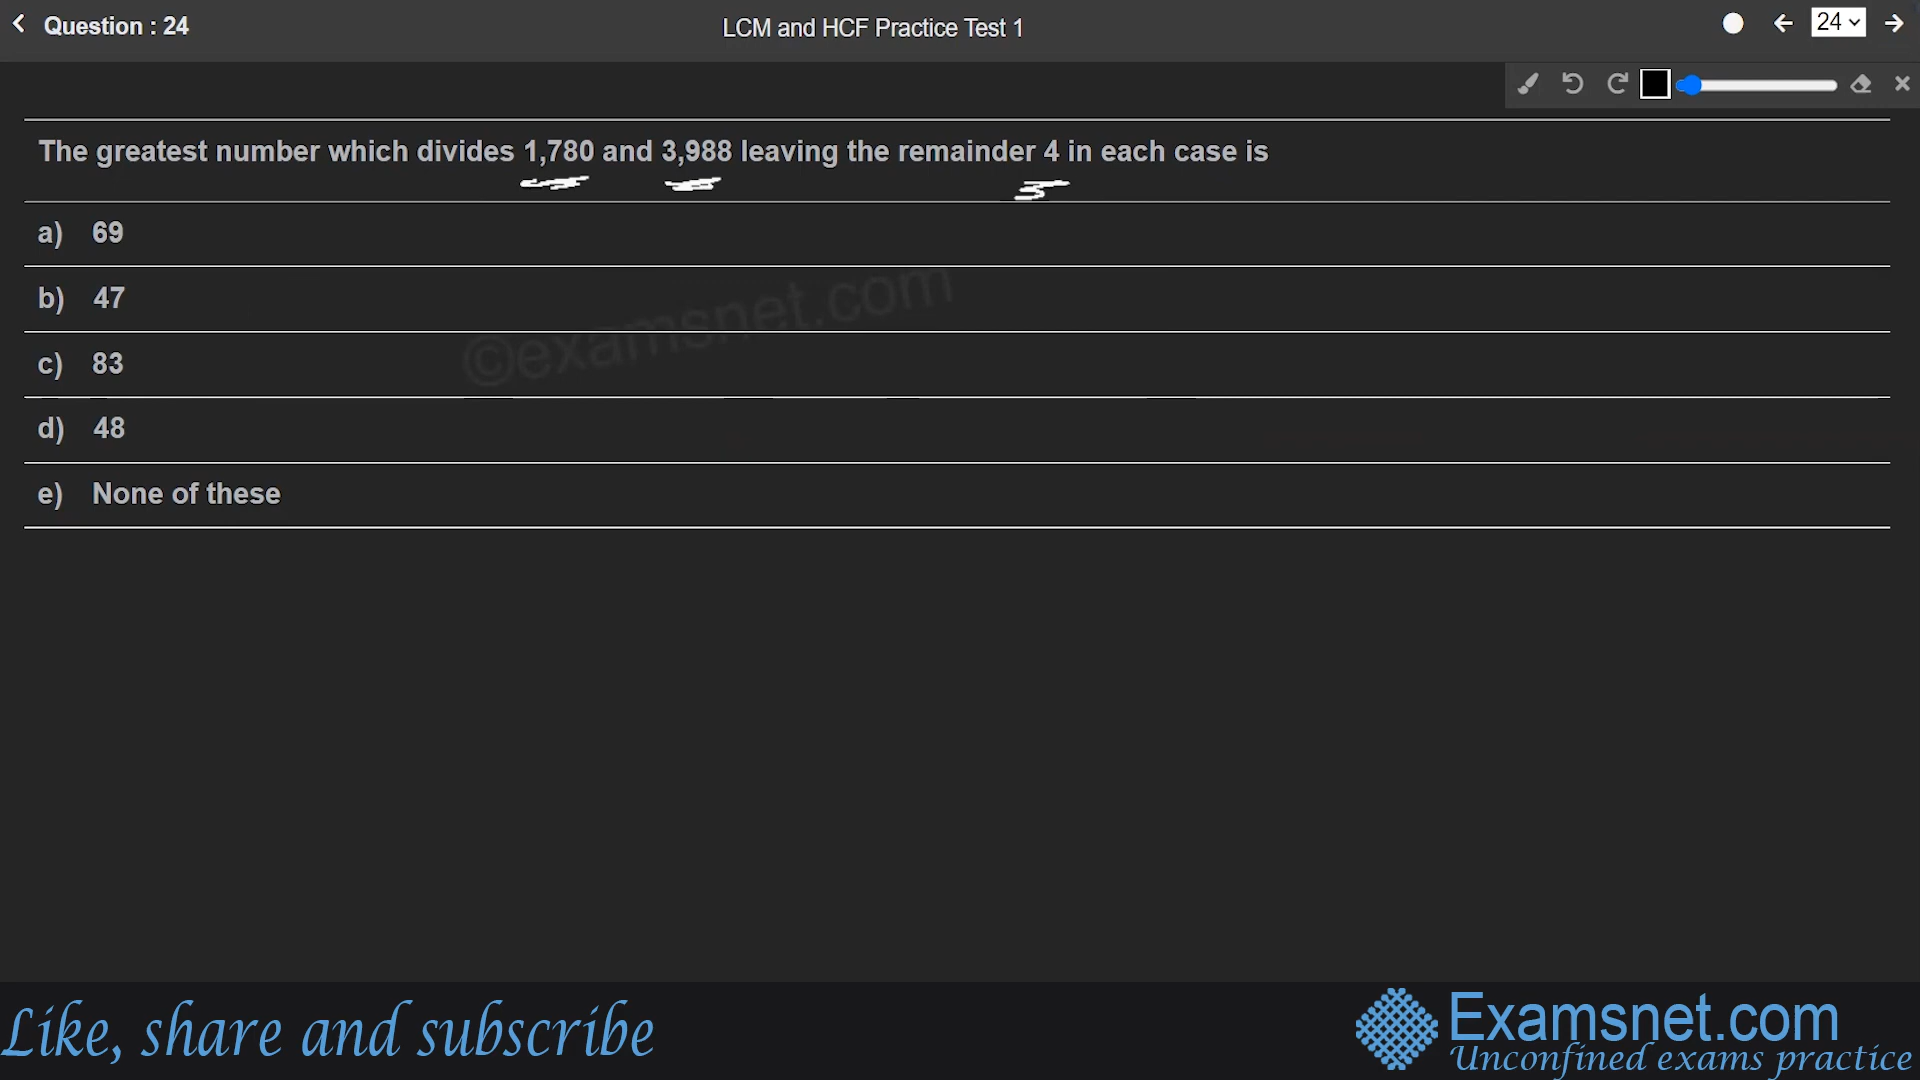 Question : 24
LCM and HCF Practice Test 1
24
The greatest number which divides 1,780 and 3,988 leaving the remainder 4 in each case is
a) 69
b) 47
©examsnet.com
c) 83
d) 48
e) None of these
Like, share and subscribe
Examsnet.com
Unconfined exams practice